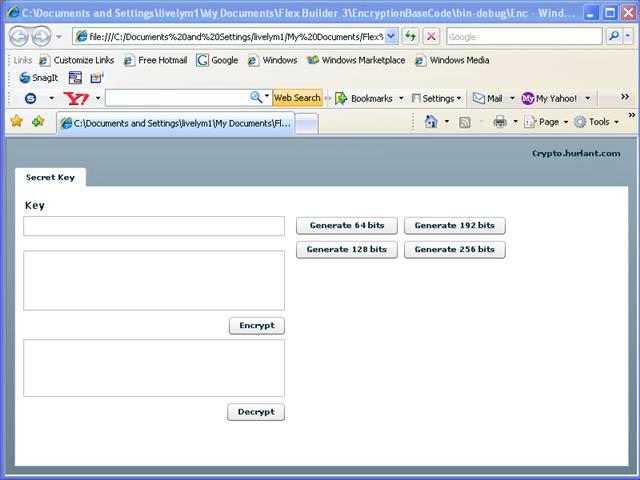 C:\Documents and Settings\livelym1\My Documents\Flex Builder 3\EncryptionBaseCode\bin-debug\Enc - Wind...
file:///C:/Documents%20and%20Settings/livelym1/My%20Documents/Flex%
Google
Links Customize Links Free Hotmail Google Windows Windows Marketplace Windows Media
SnagIt
Y! Web Search Bookmarks Settings Mail My Yahoo!
C:\Documents and Settings\livelym1\My Documents\Fl...
Page Tools
Crypto.hurlant.com
Secret Key
Key
Generate 64 bits Generate 192 bits
Generate 128 bits Generate 256 bits
Encrypt
Decrypt